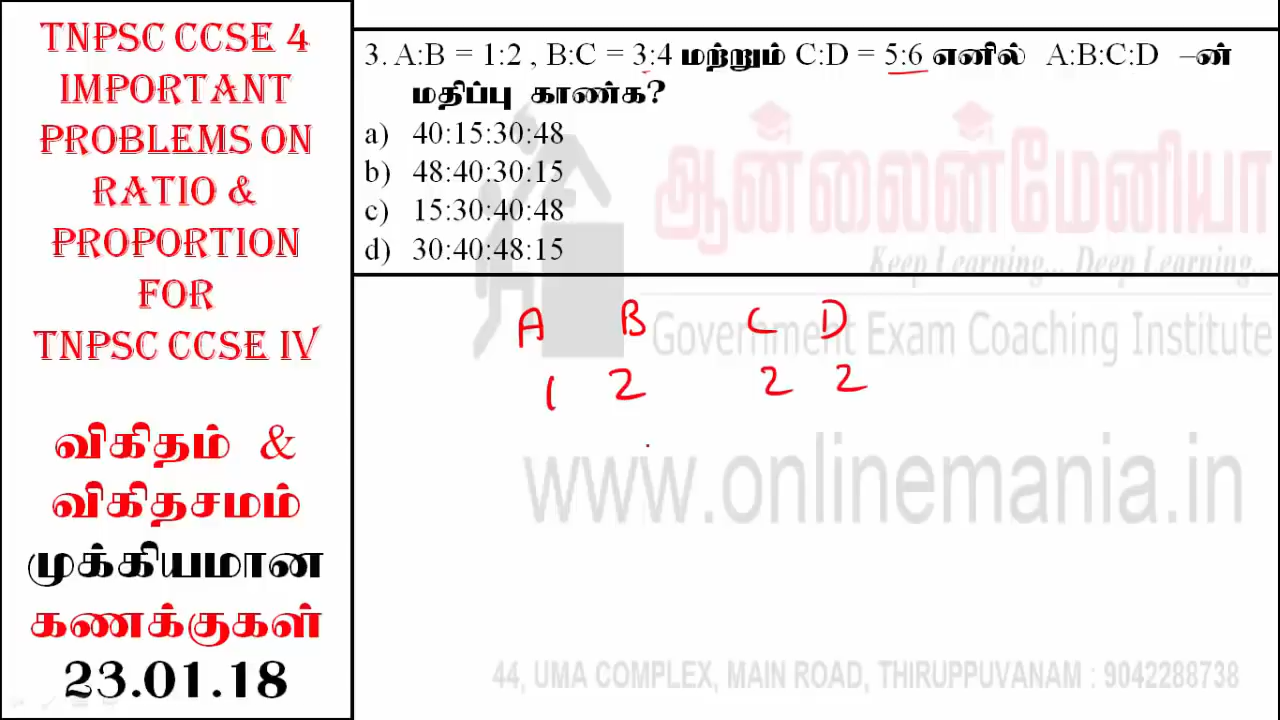 TNPSC CCSE 4
IMPORTANT
PROBLEMS ON
RATIO &
PROPORTION
FOR
TNPSC CCSE IV
விகிதம் &
விகிதசமம்
முக்கியமான
கணக்குகள்
23.01.18
3. A:B = 1:2 , B:C = 3:4 மற்றும் C:D = 5:6 எனில் A:B:C:D –ன்
மதிப்பு காண்க?
a) 40:15:30:48
b) 48:40:30:15
c) 15:30:40:48
d) 30:40:48:15
ஆன்லைன்மேனியா
Keep Learning... Deep Learning...
Government Exam Coaching Institute
A B C D
1 2 2 2
www.onlinemania.in
44, UMA COMPLEX, MAIN ROAD, THIRUPPUVANAM : 9042288738